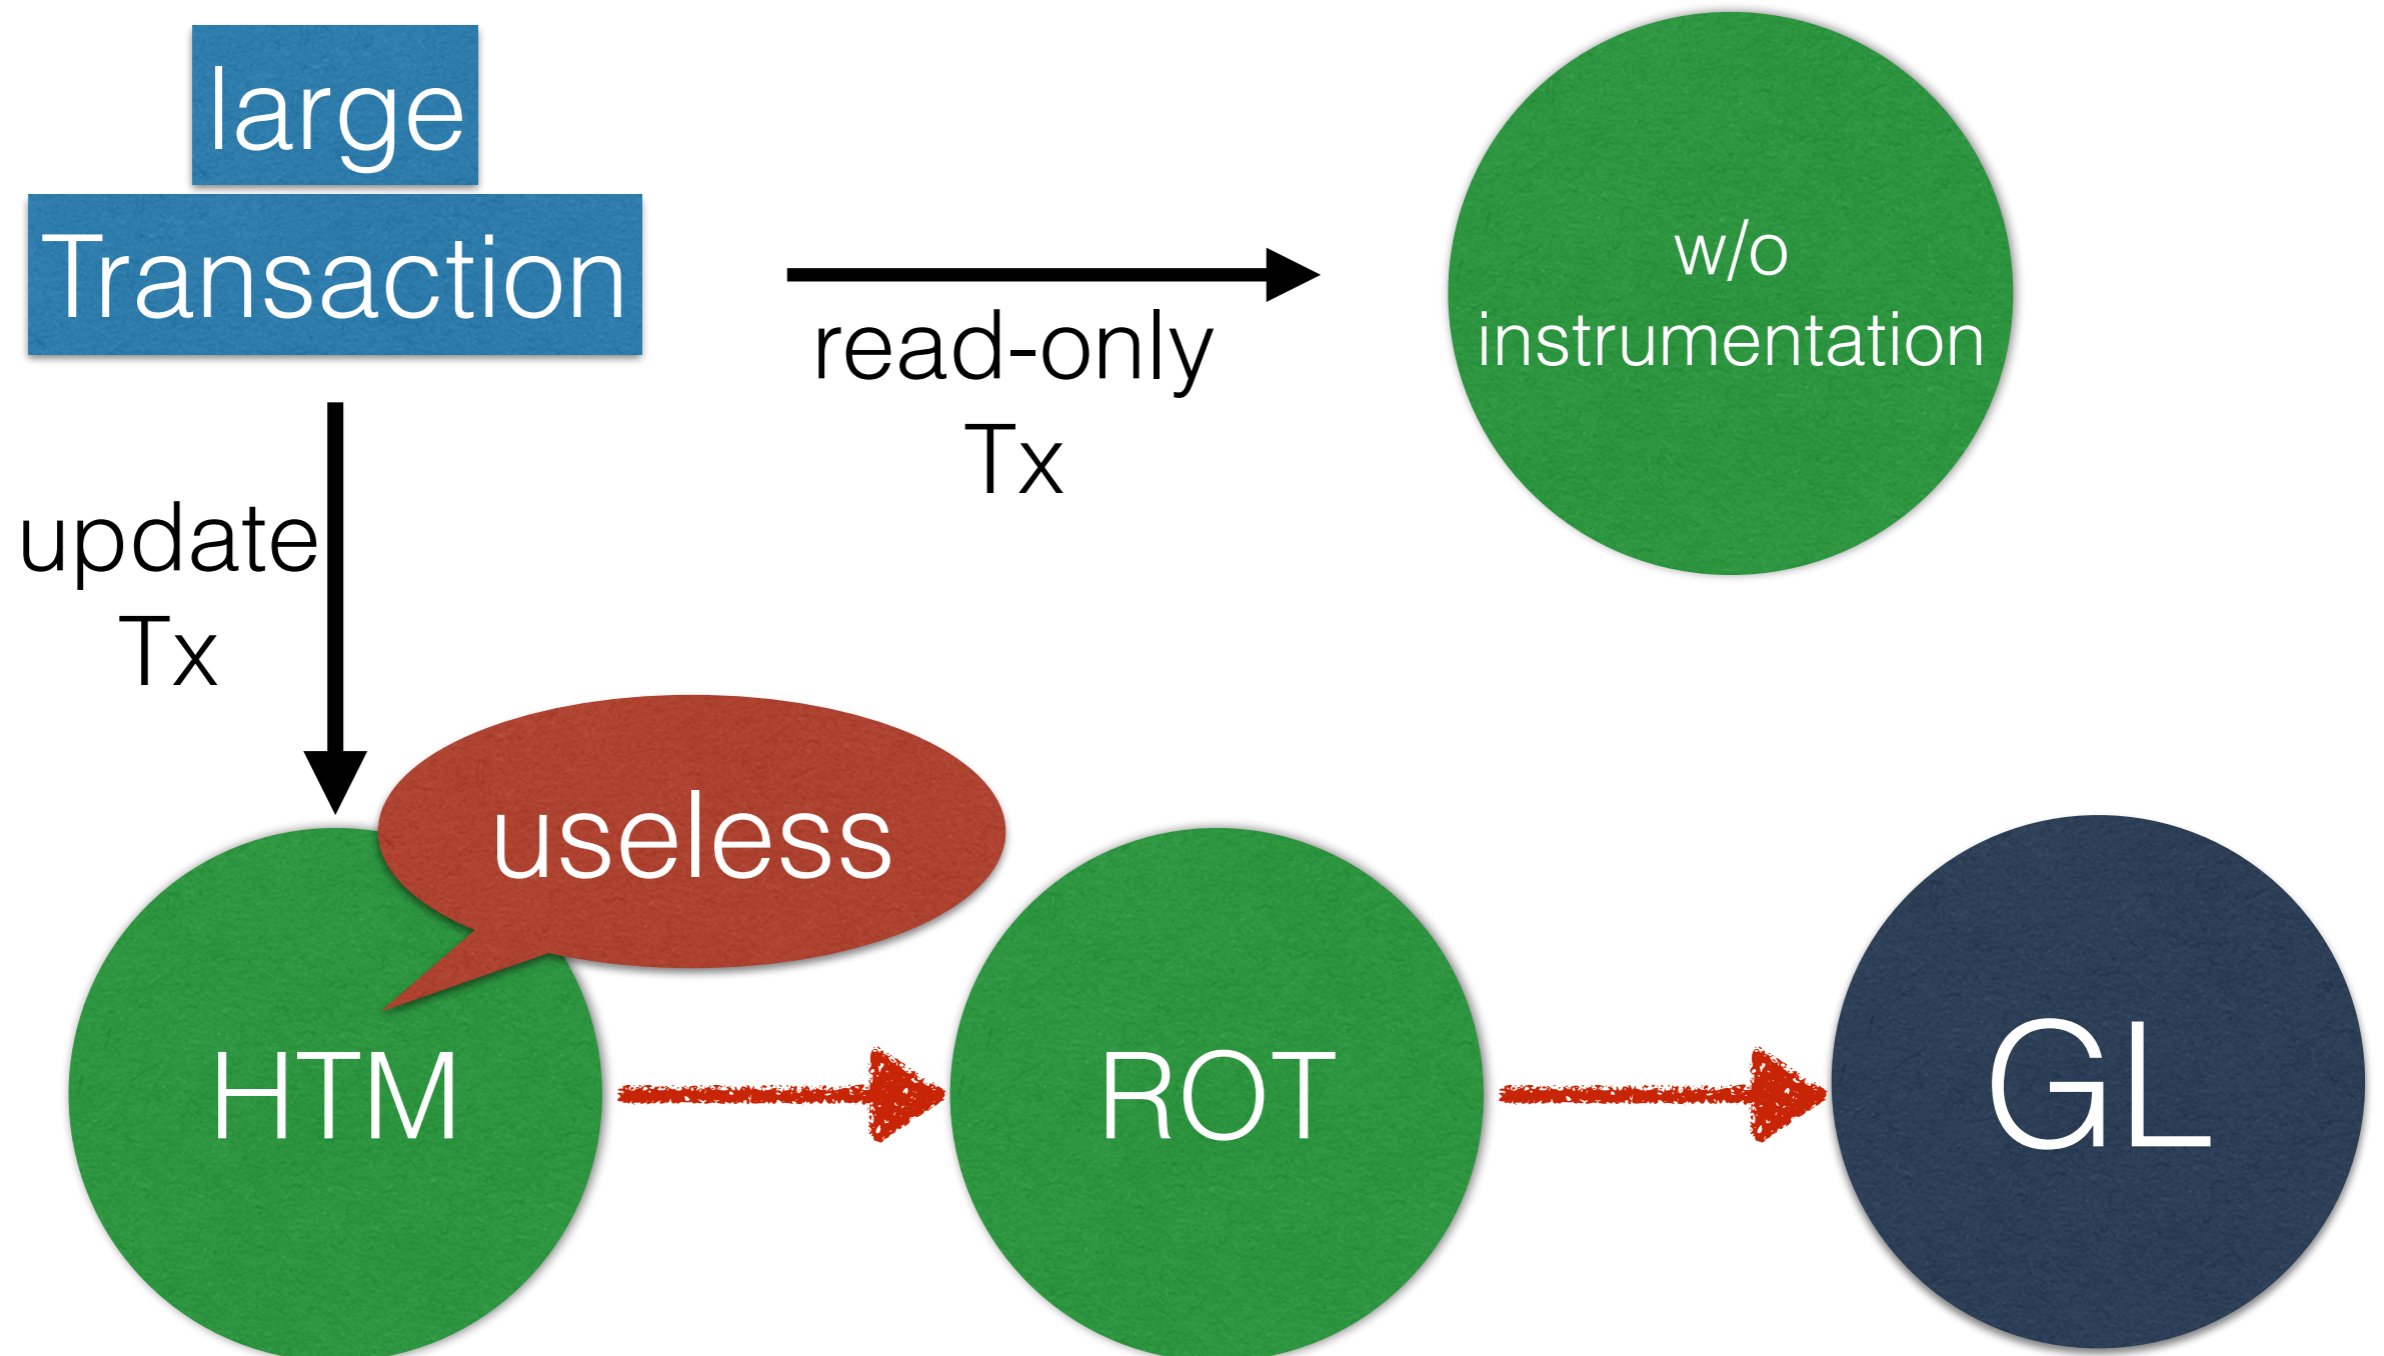 large
Transaction
w/o
instrumentation
read-only
Tx
update
Tx
useless
HTM
ROT
GL